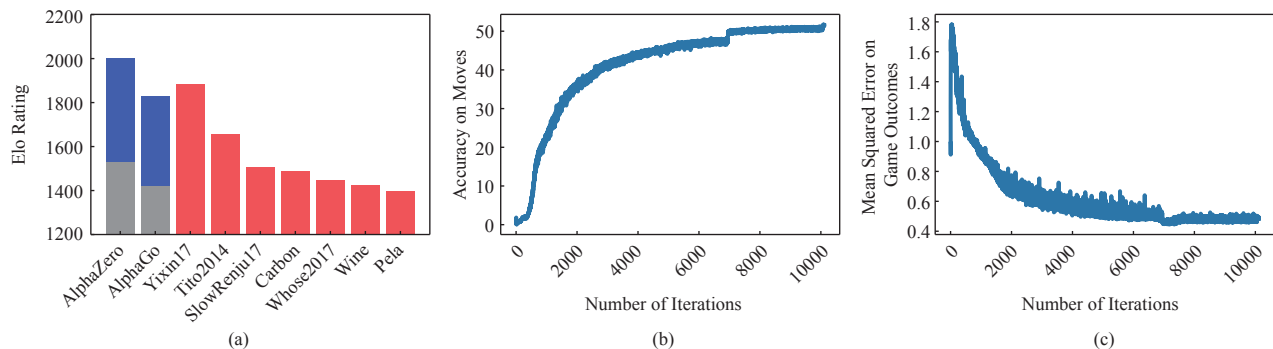 2200
2000
1800
1600
1400
1200
Elo Rating
AlphaZero
AlphaGo
Yixin17
Tito2014
SlowRenju17
Carbon
Whose2017
Wine
Pela
(a)
50
40
30
20
10
0
Accuracy on Moves
0
2000
4000
6000
8000
10000
Number of Iterations
(b)
1.8
1.6
1.4
1.2
1.0
0.8
0.6
0.4
Mean Squared Error on
Game Outcomes
0
2000
4000
6000
8000
10000
Number of Iterations
(c)